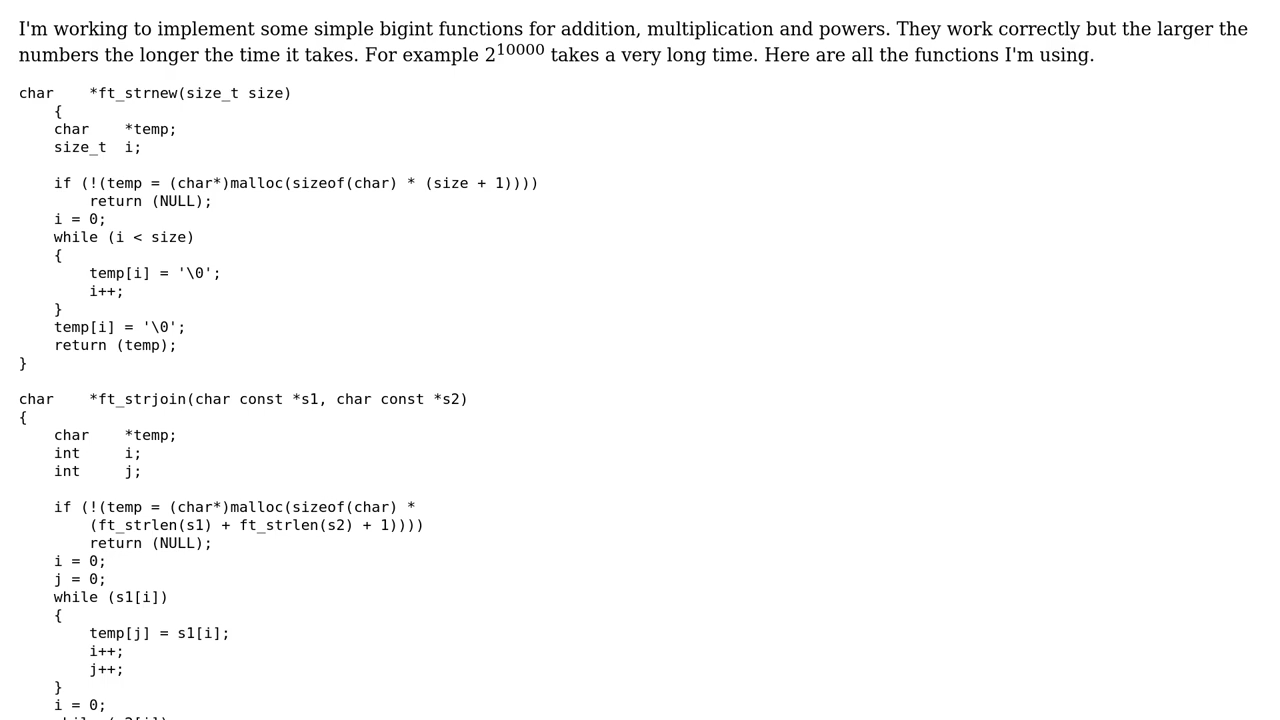 I'm working to implement some simple bigint functions for addition, multiplication and powers. They work correctly but the larger the
numbers the longer the time it takes. For example 2^10000 takes a very long time. Here are all the functions I'm using.
char    *ft_strnew(size_t size)
    {
    char    *temp;
    size_t  i;
    if (!(temp = (char*)malloc(sizeof(char) * (size + 1))))
        return (NULL);
    i = 0;
    while (i < size)
    {
        temp[i] = '\0';
        i++;
    }
    temp[i] = '\0';
    return (temp);
}
char    *ft_strjoin(char const *s1, char const *s2)
{
    char    *temp;
    int     i;
    int     j;
    if (!(temp = (char*)malloc(sizeof(char) *
        (ft_strlen(s1) + ft_strlen(s2) + 1))))
        return (NULL);
    i = 0;
    j = 0;
    while (s1[i])
    {
        temp[j] = s1[i];
        i++;
        j++;
    }
    i = 0;